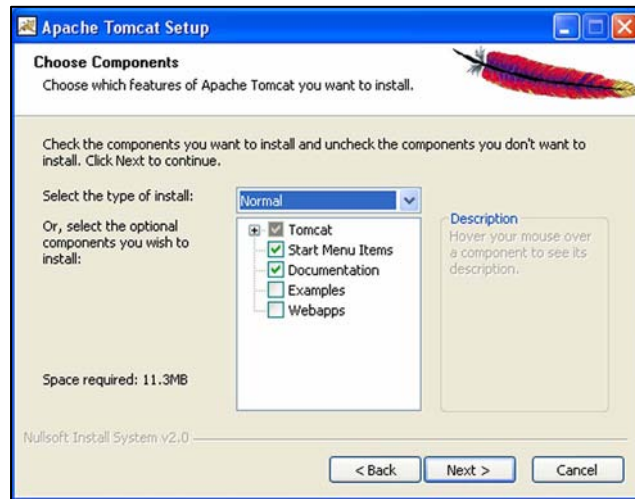 Apache Tomcat Setup
Choose Components
Choose which features of Apache Tomcat you want to install.
Check the components you want to install and uncheck the components you don't want to
install. Click Next to continue.
Select the type of install:
Normal
Or, select the optional
components you wish to
install:
Tomcat
Start Menu Items
Documentation
Examples
Webapps
Description
Hover your mouse over
a component to see its
description.
Space required: 11.3MB
Nullsoft Install System v2.0
< Back
Next >
Cancel